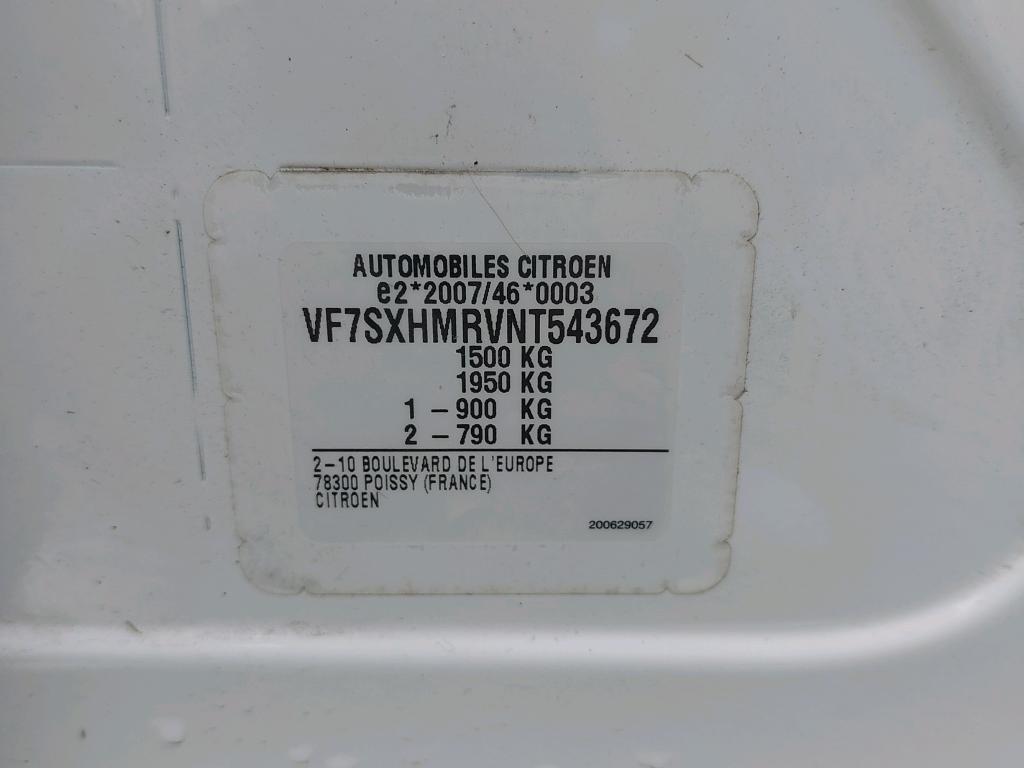 AUTOMOBILES CITROEN
e2*2007/46*0003
VF7SXHMRVNT543672
1500 KG
1950 KG
1 – 900 KG
2 – 790 KG
2–10 BOULEVARD DE L'EUROPE
78300 POISSY (FRANCE)
CITROEN
200629057